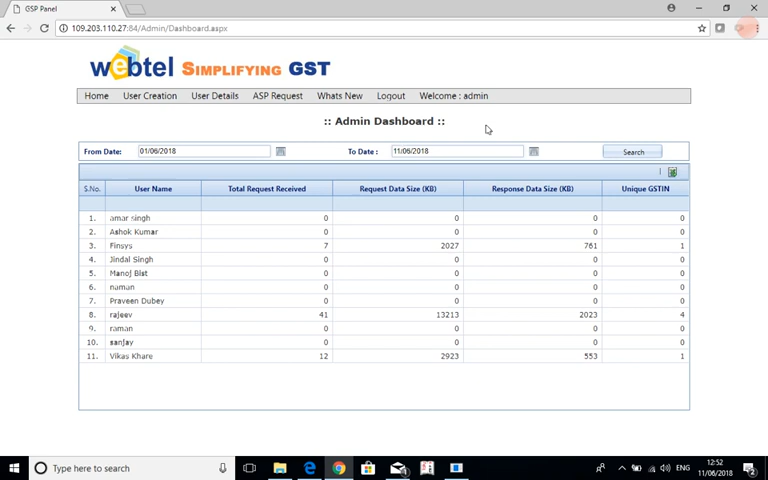 GSP Panel
109.203.110.27:84/Admin/Dashboard.aspx
webtel SIMPLIFYING GST
Home User Creation User Details ASP Request Whats New Logout Welcome : admin
:: Admin Dashboard ::
From Date: 01/06/2018 To Date : 11/06/2018 Search
S.No. User Name Total Request Received Request Data Size (KB) Response Data Size (KB) Unique GSTIN
1. amar singh 0 0 0 0
2. Ashok Kumar 0 0 0 0
3. Finsys 7 2027 761 1
4. Jindal Singh 0 0 0 0
5. Manoj Bist 0 0 0 0
6. naman 0 0 0 0
7. Praveen Dubey 0 0 0 0
8. rajeev 41 13213 2023 4
9. raman 0 0 0 0
10. sanjay 0 0 0 0
11. Vikas Khare 12 2923 553 1
Type here to search ENG 12:52
11/06/2018